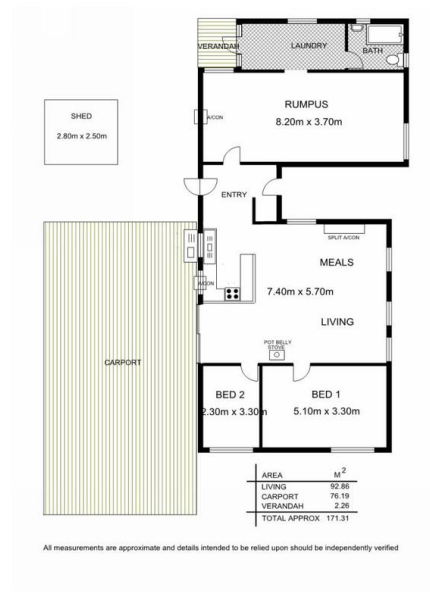 VERANDAH
LAUNDRY
BATH
RUMPUS
8.20m x 3.70m
A/CON
SHED
2.80m x 2.50m
ENTRY
SPLIT A/CON
MEALS
7.40m x 5.70m
A/CON
LIVING
POT BELLY
STOVE
CARPORT
BED 2
2.30m x 3.30m
BED 1
5.10m x 3.30m
AREA M²
LIVING 92.86
CARPORT 76.19
VERANDAH 2.26
TOTAL APPROX 171.31
All measurements are approximate and details intended to be relied upon should be independently verified